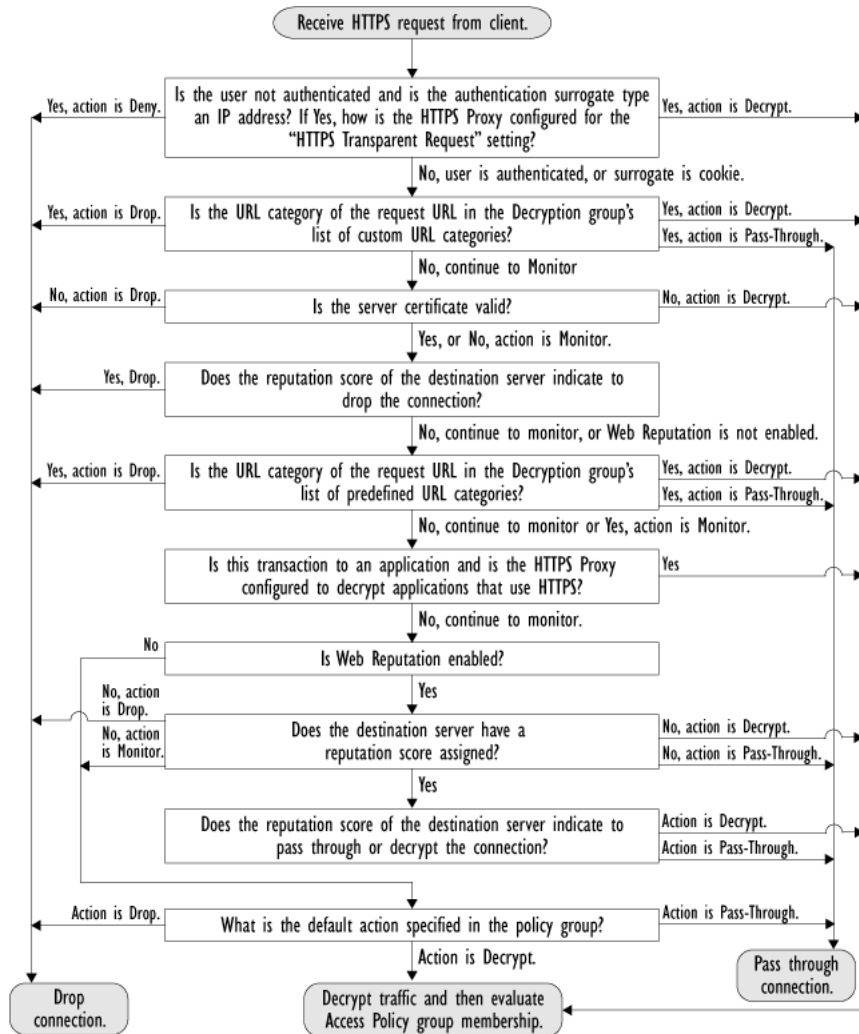 Receive HTTPS request from client.
Yes, action is Deny.
Is the user not authenticated and is the authentication surrogate type
an IP address? If Yes, how is the HTTPS Proxy configured for the
“HTTPS Transparent Request” setting?
Yes, action is Decrypt.
No, user is authenticated, or surrogate is cookie.
Yes, action is Drop.
Is the URL category of the request URL in the Decryption group's
list of custom URL categories?
Yes, action is Decrypt.
Yes, action is Pass-Through.
No, continue to Monitor
No, action is Drop.
Is the server certificate valid?
No, action is Decrypt.
Yes, or No, action is Monitor.
Yes, Drop.
Does the reputation score of the destination server indicate to
drop the connection?
No, continue to monitor, or Web Reputation is not enabled.
Yes, action is Drop.
Is the URL category of the request URL in the Decryption group's
list of predefined URL categories?
Yes, action is Decrypt.
Yes, action is Pass-Through.
No, continue to monitor or Yes, action is Monitor.
Is this transaction to an application and is the HTTPS Proxy
configured to decrypt applications that use HTTPS?
Yes
No, continue to monitor.
No
Is Web Reputation enabled?
Yes
No, action
is Drop.
No, action
is Monitor.
Does the destination server have a
reputation score assigned?
No, action is Decrypt.
No, action is Pass-Through.
Yes
Does the reputation score of the destination server indicate to
pass through or decrypt the connection?
Action is Decrypt.
Action is Pass-Through.
Action is Drop.
What is the default action specified in the policy group?
Action is Pass-Through.
Action is Decrypt.
Drop
connection.
Decrypt traffic and then evaluate
Access Policy group membership.
Pass through
connection.